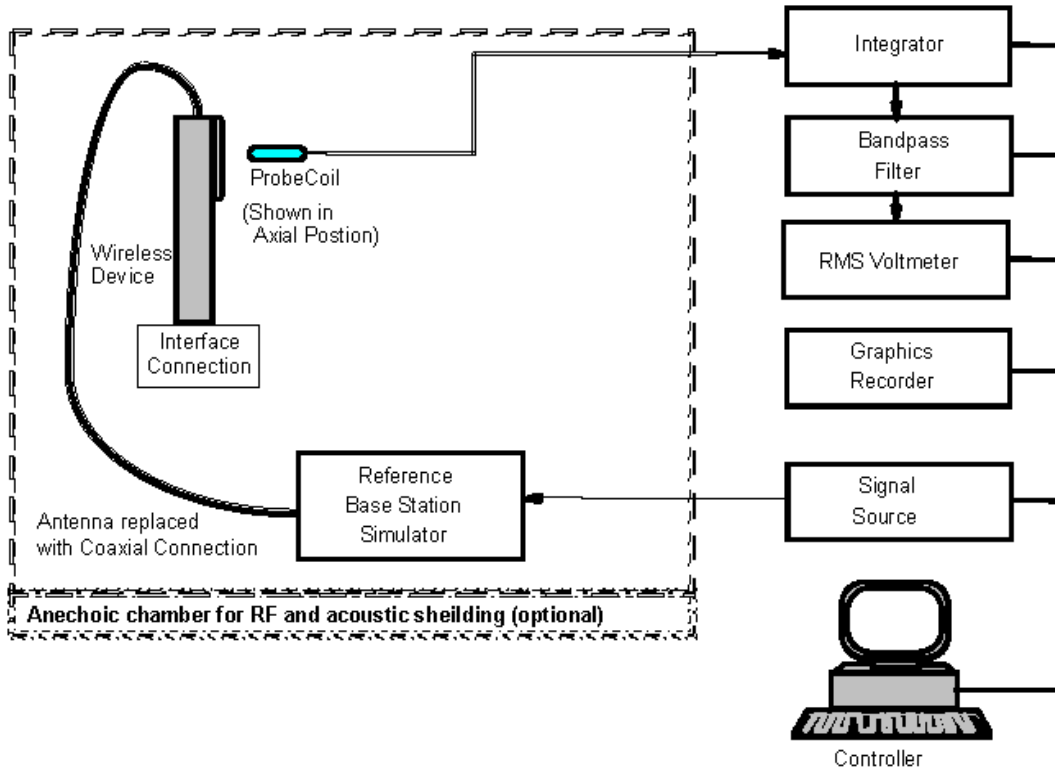 Integrator
Bandpass
Filter
ProbeCoil
(Shown in
Axial Postion)
Wireless
Device
RMS Voltmeter
Interface
Connection
Graphics
Recorder
Reference
Base Station
Simulator
Signal
Source
Antenna replaced
with Coaxial Connection
Anechoic chamber for RF and acoustic sheilding (optional)
Controller